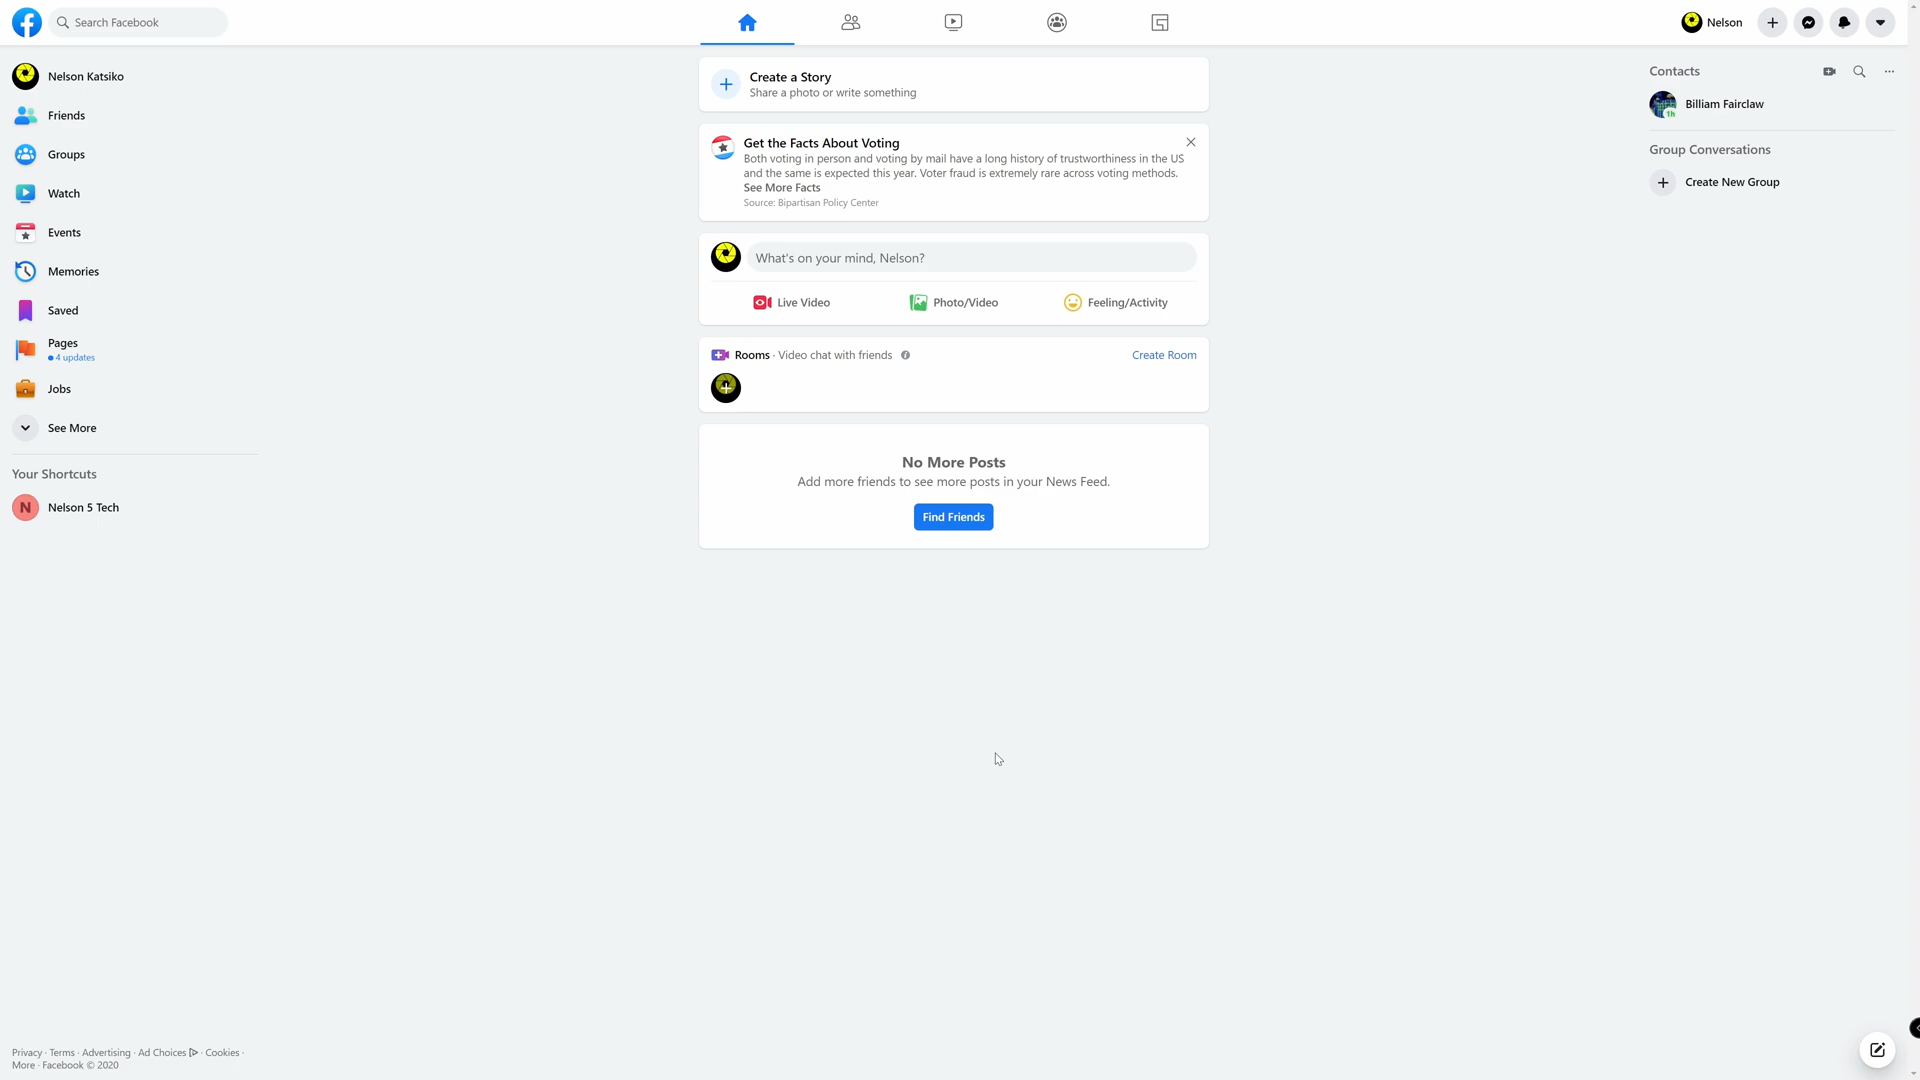 Search Facebook
Nelson
Nelson Katsiko
Friends
Groups
Watch
Events
Memories
Saved
Pages
4 updates
Jobs
See More
Your Shortcuts
N
Nelson 5 Tech
Privacy · Terms · Advertising · Ad Choices · Cookies ·
More · Facebook © 2020
Create a Story
Share a photo or write something
Get the Facts About Voting
Both voting in person and voting by mail have a long history of trustworthiness in the US
and the same is expected this year. Voter fraud is extremely rare across voting methods.
See More Facts
Source: Bipartisan Policy Center
What's on your mind, Nelson?
Live Video
Photo/Video
Feeling/Activity
Rooms · Video chat with friends
Create Room
No More Posts
Add more friends to see more posts in your News Feed.
Find Friends
Contacts
Billiam Fairclaw
1h
Group Conversations
Create New Group